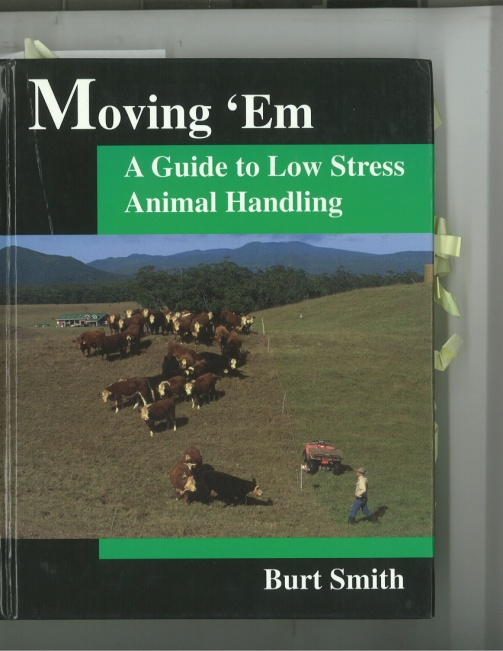 Moving ‘Em
A Guide to Low Stress
Animal Handling
Burt Smith